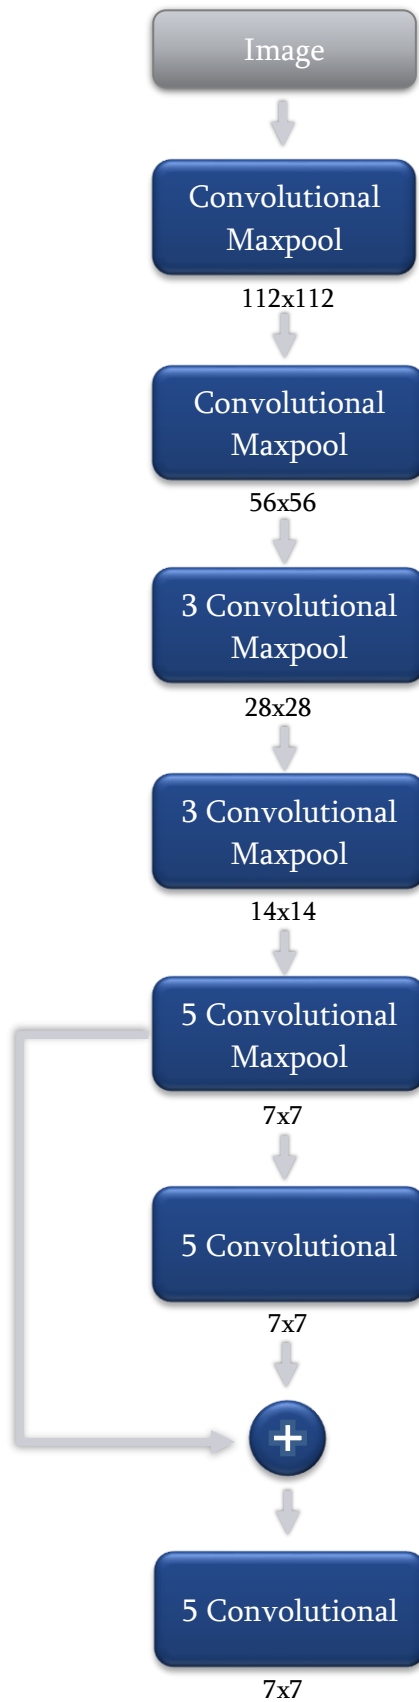 Image
Convolutional
Maxpool
112x112
Convolutional
Maxpool
56x56
3 Convolutional
Maxpool
28x28
3 Convolutional
Maxpool
14x14
5 Convolutional
Maxpool
7x7
5 Convolutional
7x7
+
5 Convolutional
7x7